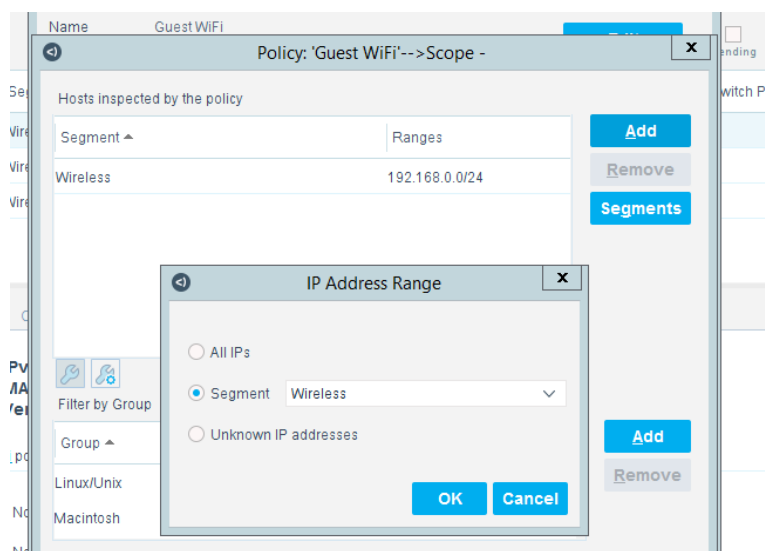 Name Guest WiFi
Policy: 'Guest WiFi'-->Scope - x
ending
Hosts inspected by the policy
Segment Ranges Add
Wireless 192.168.0.0/24 Remove
Segments
IP Address Range x
All IPs
Segment Wireless
Filter by Group
Unknown IP addresses
Group Add
Linux/Unix Remove
OK Cancel
Macintosh